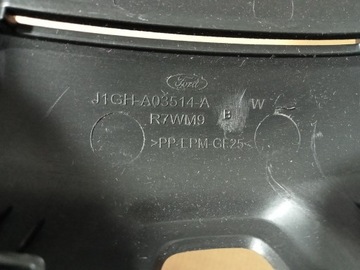 Ford
J1GH-A03514-A W
R7WM9 B
>PP-EPM-GF25<